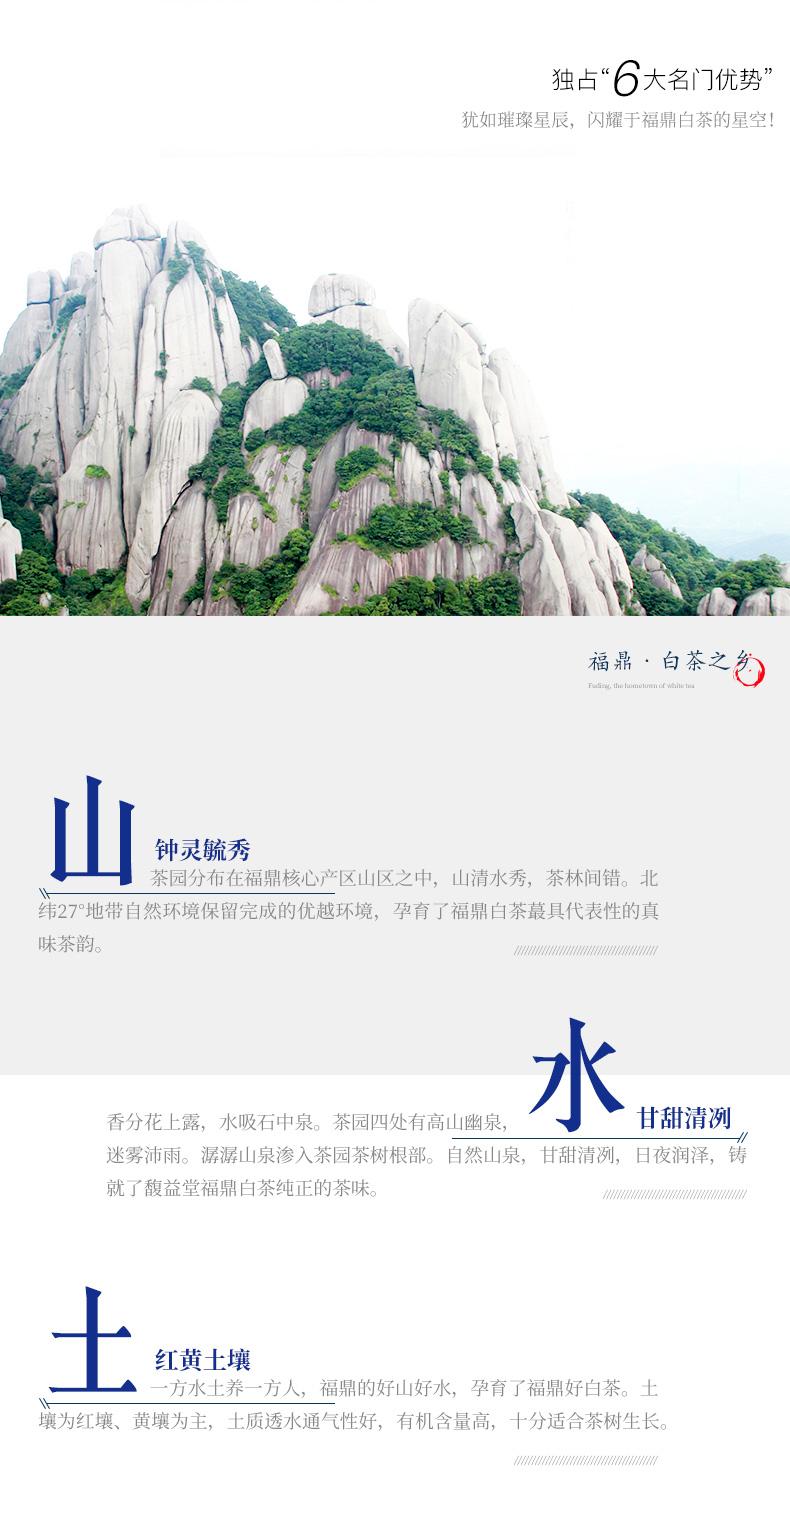 独占“6大名门优势”
犹如璀璨星辰，闪耀于福鼎白茶的星空！
福鼎·白茶之乡
Fuding, the hometown of white tea
山
钟灵毓秀
茶园分布在福鼎核心产区山区之中，山清水秀，茶林间错。北
纬27°地带自然环境保留完成的优越环境，孕育了福鼎白茶蕞具代表性的真
味茶韵。
水
甘甜清冽
香分花上露，水吸石中泉。茶园四处有高山幽泉，
迷雾沛雨。潺潺山泉渗入茶园茶树根部。自然山泉，甘甜清冽，日夜润泽，铸
就了馥益堂福鼎白茶纯正的茶味。
土
红黄土壤
一方水土养一方人，福鼎的好山好水，孕育了福鼎好白茶。土
壤为红壤、黄壤为主，土质透水通气性好，有机含量高，十分适合茶树生长。